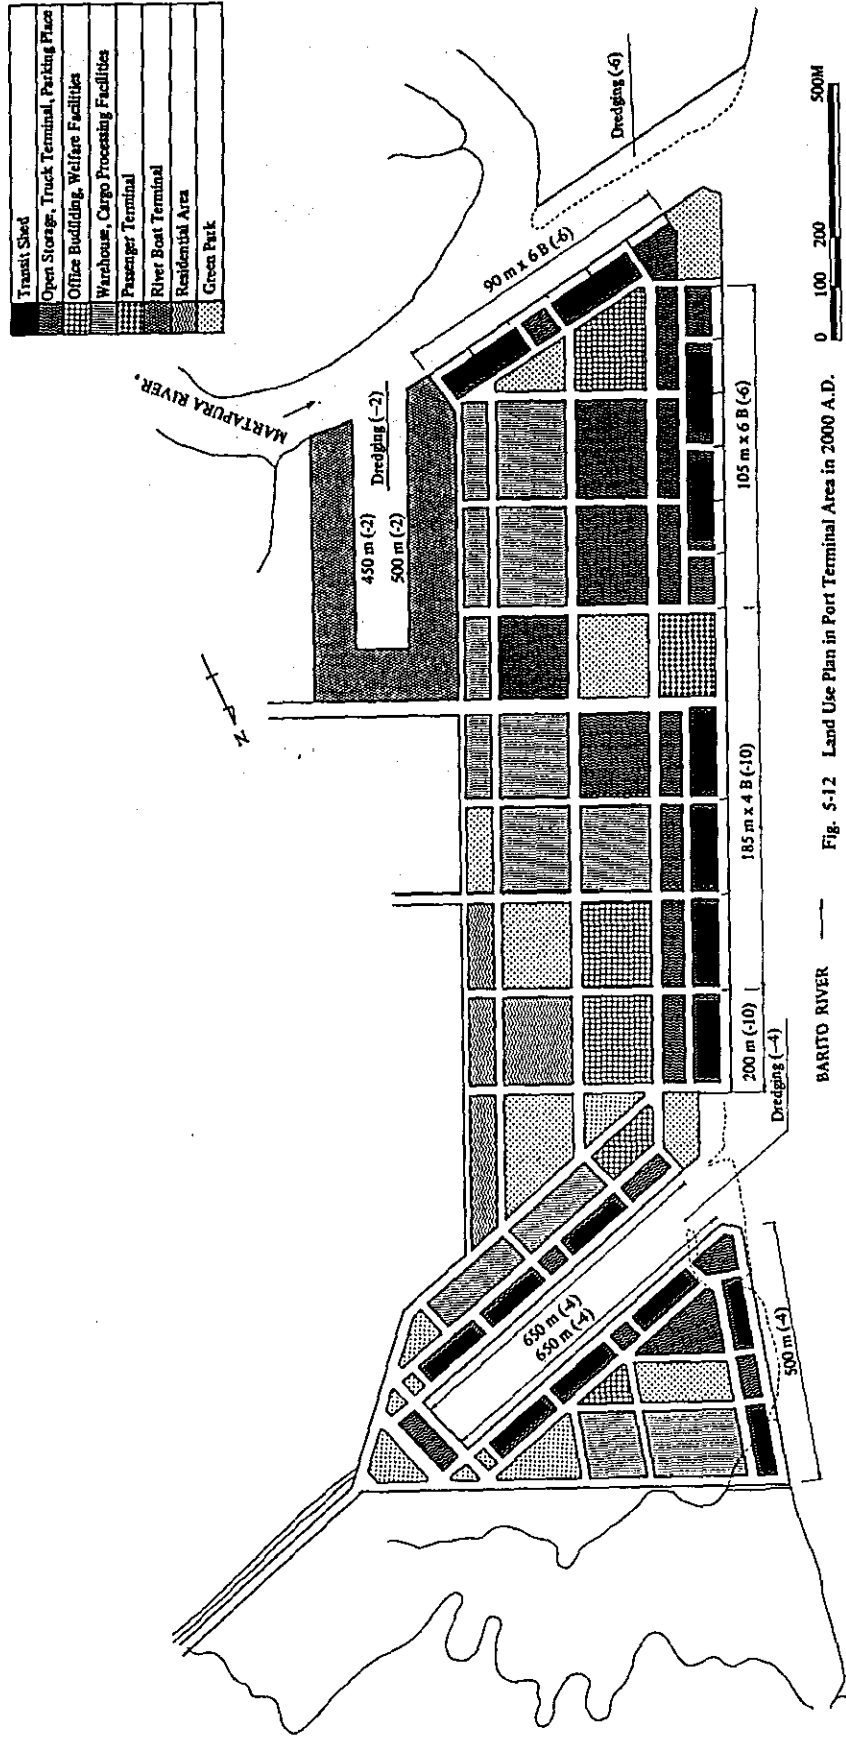 Transit Shed
Open Storage, Truck Terminal, Parking Place
Office Budilding, Welfare Facilities
Warehouse, Cargo Processing Facilities
Passenger Terminal
River Boat Terminal
Residential Area
Green Park
MARTAPURA RIVER,
Dredging (-6)
90 m x 6 B (-6)
Dredging (-2)
450 m (-2)
500 m (-2)
N
105 m x 6 B (-6)
185 m x 4 B (-10)
200 m (-10)
Dredging (-4)
650 m (-4)
650 m (-4)
500 m (-4)
BARITO RIVER
0 100 200 500M
Fig. 5-12 Land Use Plan in Port Terminal Area in 2000 A.D.